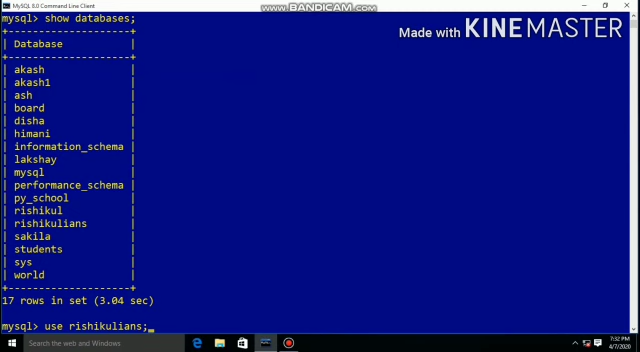 MySQL 8.0 Command Line Client
www.BANDICAM.com
Made with KINEMASTER
mysql> show databases;
+--------------------+
| Database           |
+--------------------+
| akash              |
| akash1             |
| ash                |
| board              |
| disha              |
| himani             |
| information_schema |
| lakshay            |
| mysql              |
| performance_schema |
| py_school          |
| rishikul           |
| rishikulians       |
| sakila             |
| students           |
| sys                |
| world              |
+--------------------+
17 rows in set (3.04 sec)
mysql> use rishikulians;_
Search the web and Windows
7:32 PM
4/7/2020